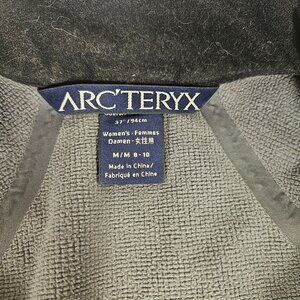 ARC'TERYX
37" / 94cm
Women's · Femmes
Damen · 女性用
M/M 8 - 10
Made in China/
Fabriqué en Chine